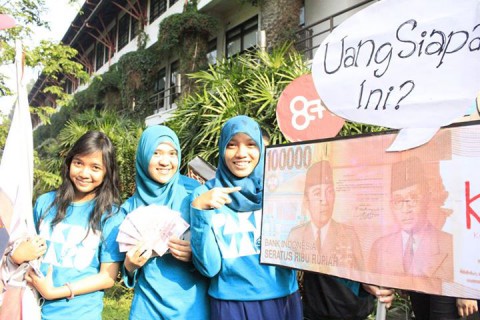 Uang Siapa
Ini?
100000
BANK INDONESIA
SERATUS RIBU RUPIAH